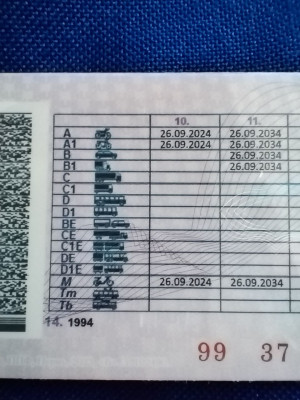 10. 11.
A 26.09.2024 26.09.2034
A1 26.09.2024 26.09.2034
B 26.09.2034
B1 26.09.2034
C
C1
D
D1
BE
CE
C1E
DE
D1E
M 26.09.2024 26.09.2034
Tm
Tb
14. 1994
99 37